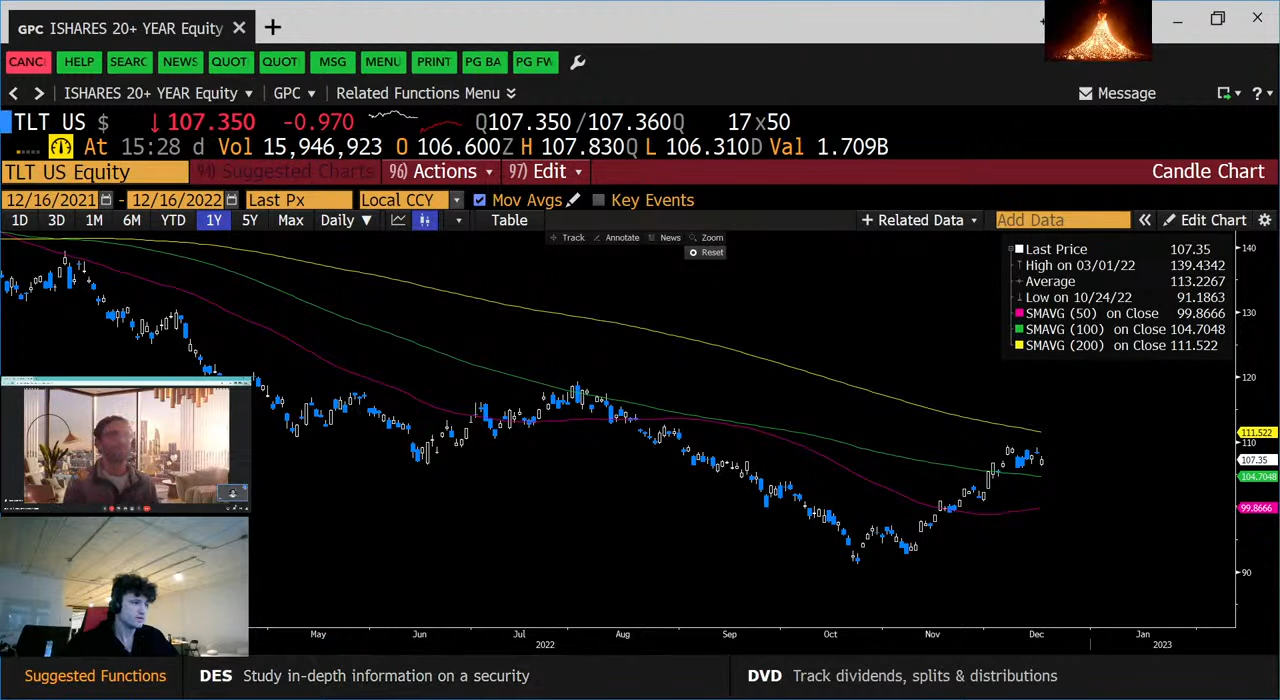 GPC ISHARES 20+ YEAR Equity
CANC HELP SEARC NEWS QUOT QUOT MSG MENU PRINT PG BA PG FW
ISHARES 20+ YEAR Equity GPC Related Functions Menu Message ?
TLT US $ ↓107.350 -0.970 Q107.350/107.360Q 17x50
At 15:28 d Vol 15,946,923 O 106.600Z H 107.830Q L 106.310D Val 1.709B
TLT US Equity 94) Suggested Charts 96) Actions 97) Edit Candle Chart
12/16/2021 - 12/16/2022 Last Px Local CCY Mov Avgs Key Events
1D 3D 1M 6M YTD 1Y 5Y Max Daily Table + Related Data Add Data Edit Chart
Track Annotate News Zoom
Reset
Last Price 107.35
High on 03/01/22 139.4342
Average 113.2267
Low on 10/24/22 91.1863
SMAVG (50) on Close 99.8666
SMAVG (100) on Close 104.7048
SMAVG (200) on Close 111.522
140
130
120
111.522
110
107.35
104.7048
99.8666
90
May Jun Jul Aug Sep Oct Nov Dec Jan
2022 2023
Suggested Functions DES Study in-depth information on a security DVD Track dividends, splits & distributions